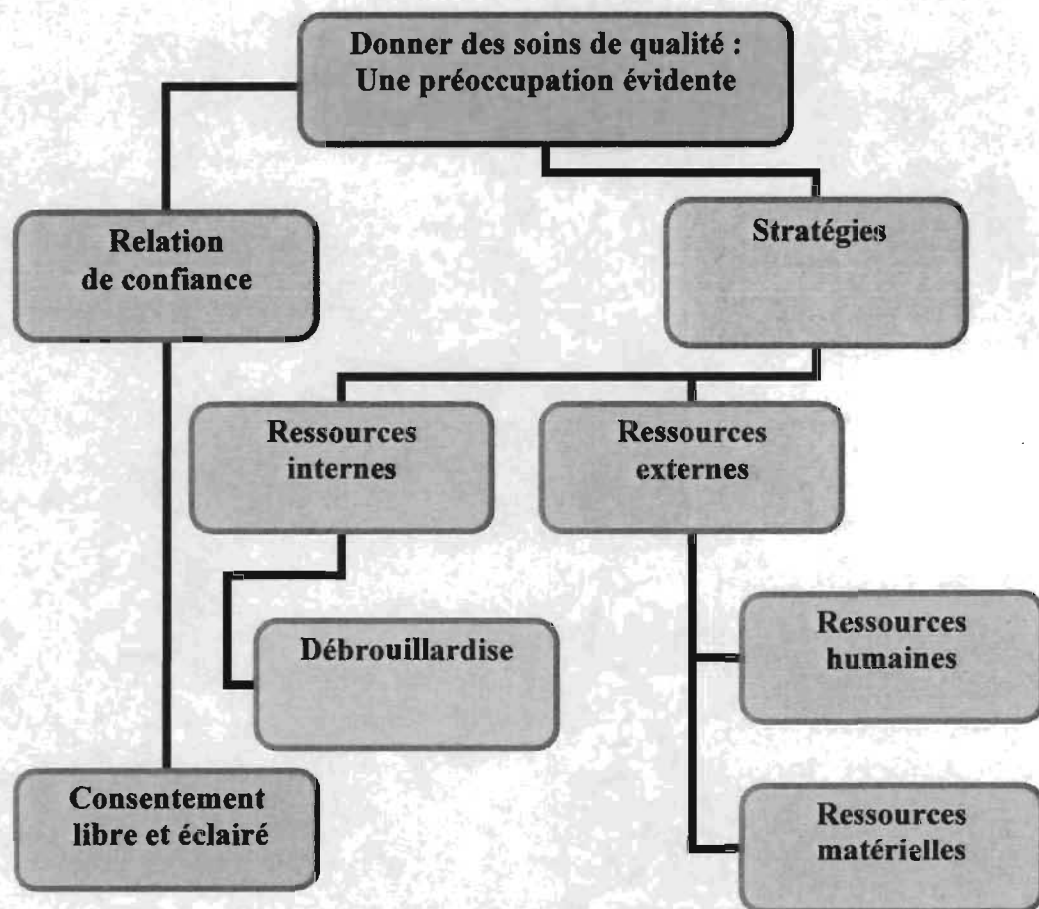 Donner des soins de qualité :
Une préoccupation évidente
Relation
de confiance
Stratégies
Ressources
internes
Ressources
externes
Débrouillardise
Ressources
humaines
Consentement
libre et éclairé
Ressources
matérielles